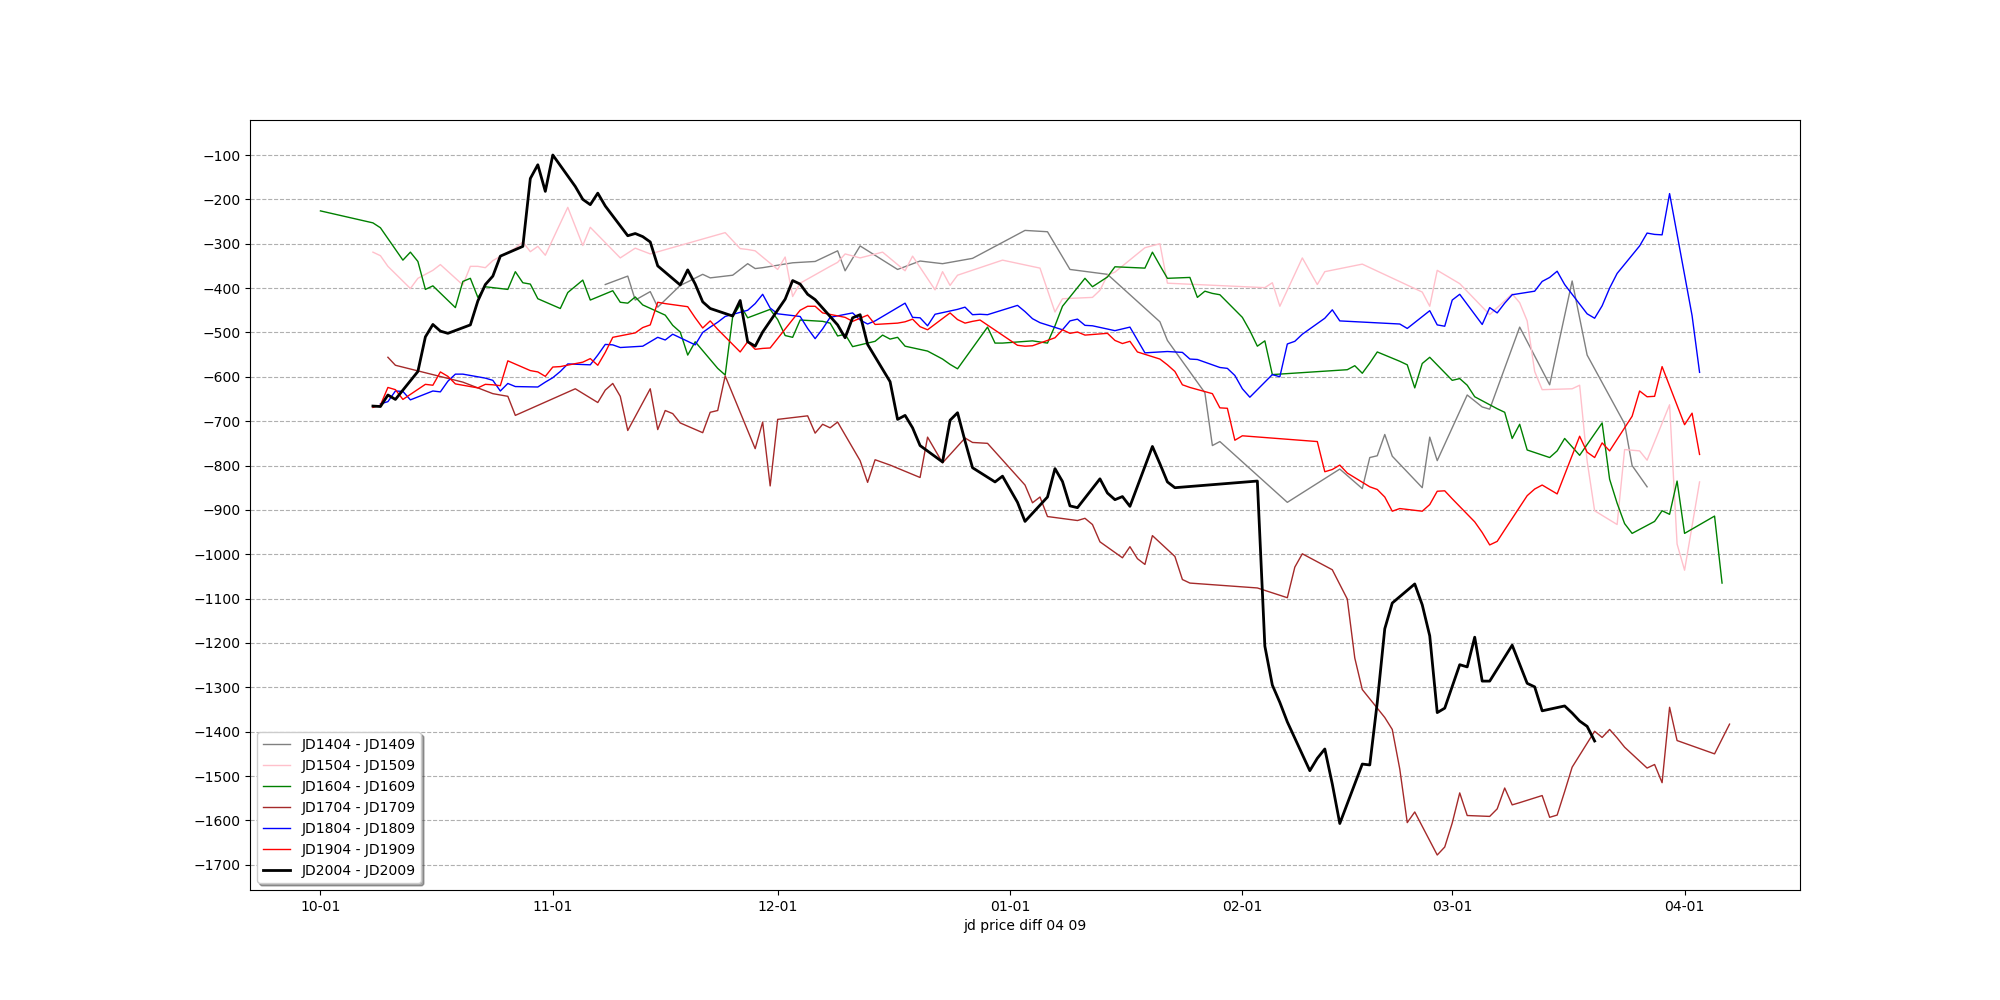 −100
−200
−300
−400
−500
−600
−700
−800
−900
−1000
−1100
−1200
−1300
−1400
−1500
−1600
−1700
JD1404 - JD1409
JD1504 - JD1509
JD1604 - JD1609
JD1704 - JD1709
JD1804 - JD1809
JD1904 - JD1909
JD2004 - JD2009
10-01 11-01 12-01 01-01 02-01 03-01 04-01
jd price diff 04 09